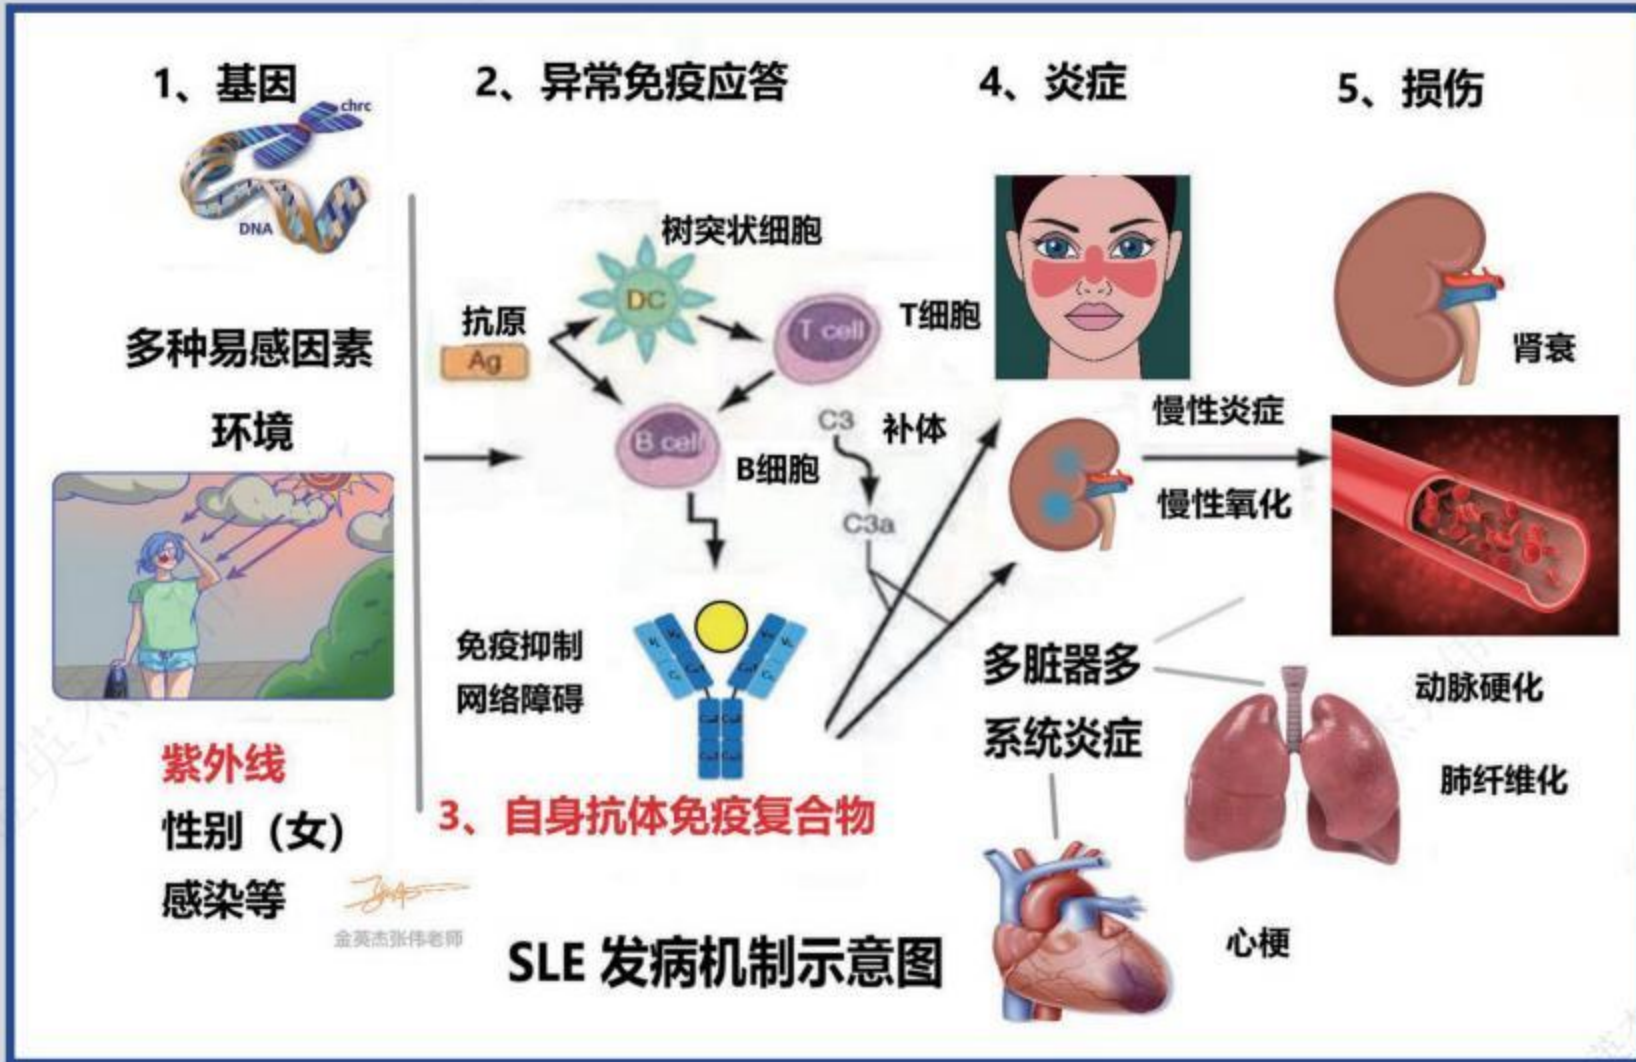 1、基因
chrc
DNA
多种易感因素
环境
紫外线
性别（女）
感染等
金英杰张伟老师
2、异常免疫应答
树突状细胞
DC
抗原
Ag
T cell
T细胞
B cell
B细胞
C3
补体
C3a
免疫抑制
网络障碍
3、自身抗体免疫复合物
4、炎症
慢性炎症
慢性氧化
多脏器多
系统炎症
5、损伤
肾衰
动脉硬化
肺纤维化
心梗
SLE 发病机制示意图